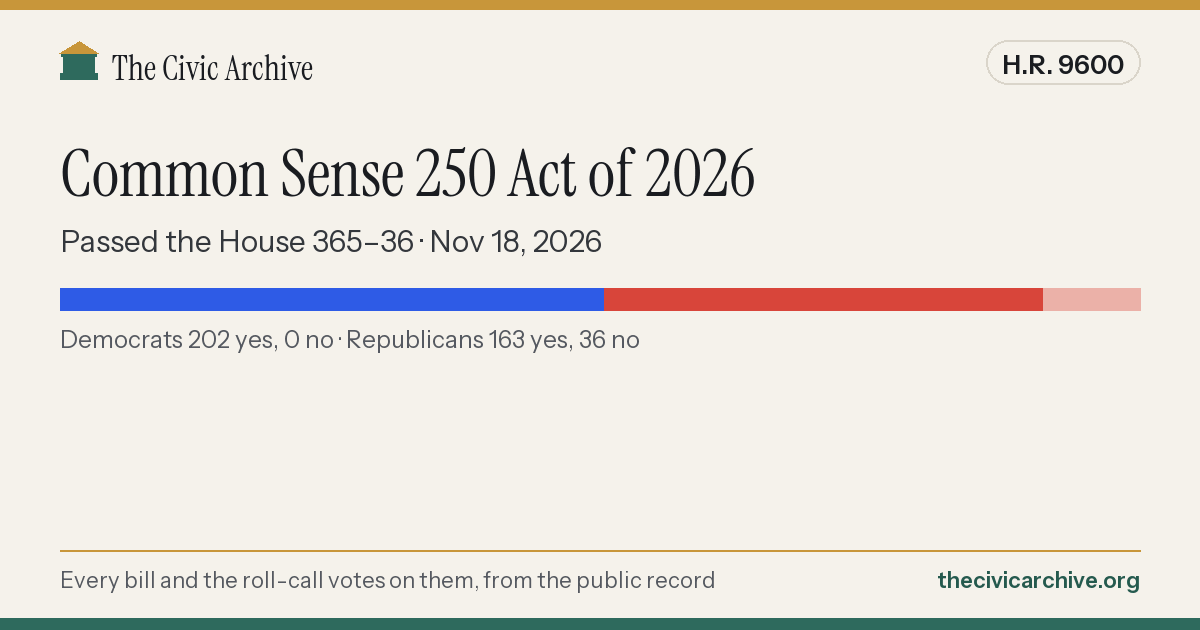 The Civic Archive
H.R. 9600
Common Sense 250 Act of 2026
Passed the House 365–36 · Nov 18, 2026
Democrats 202 yes, 0 no · Republicans 163 yes, 36 no
Every bill and the roll-call votes on them, from the public record
thecivicarchive.org